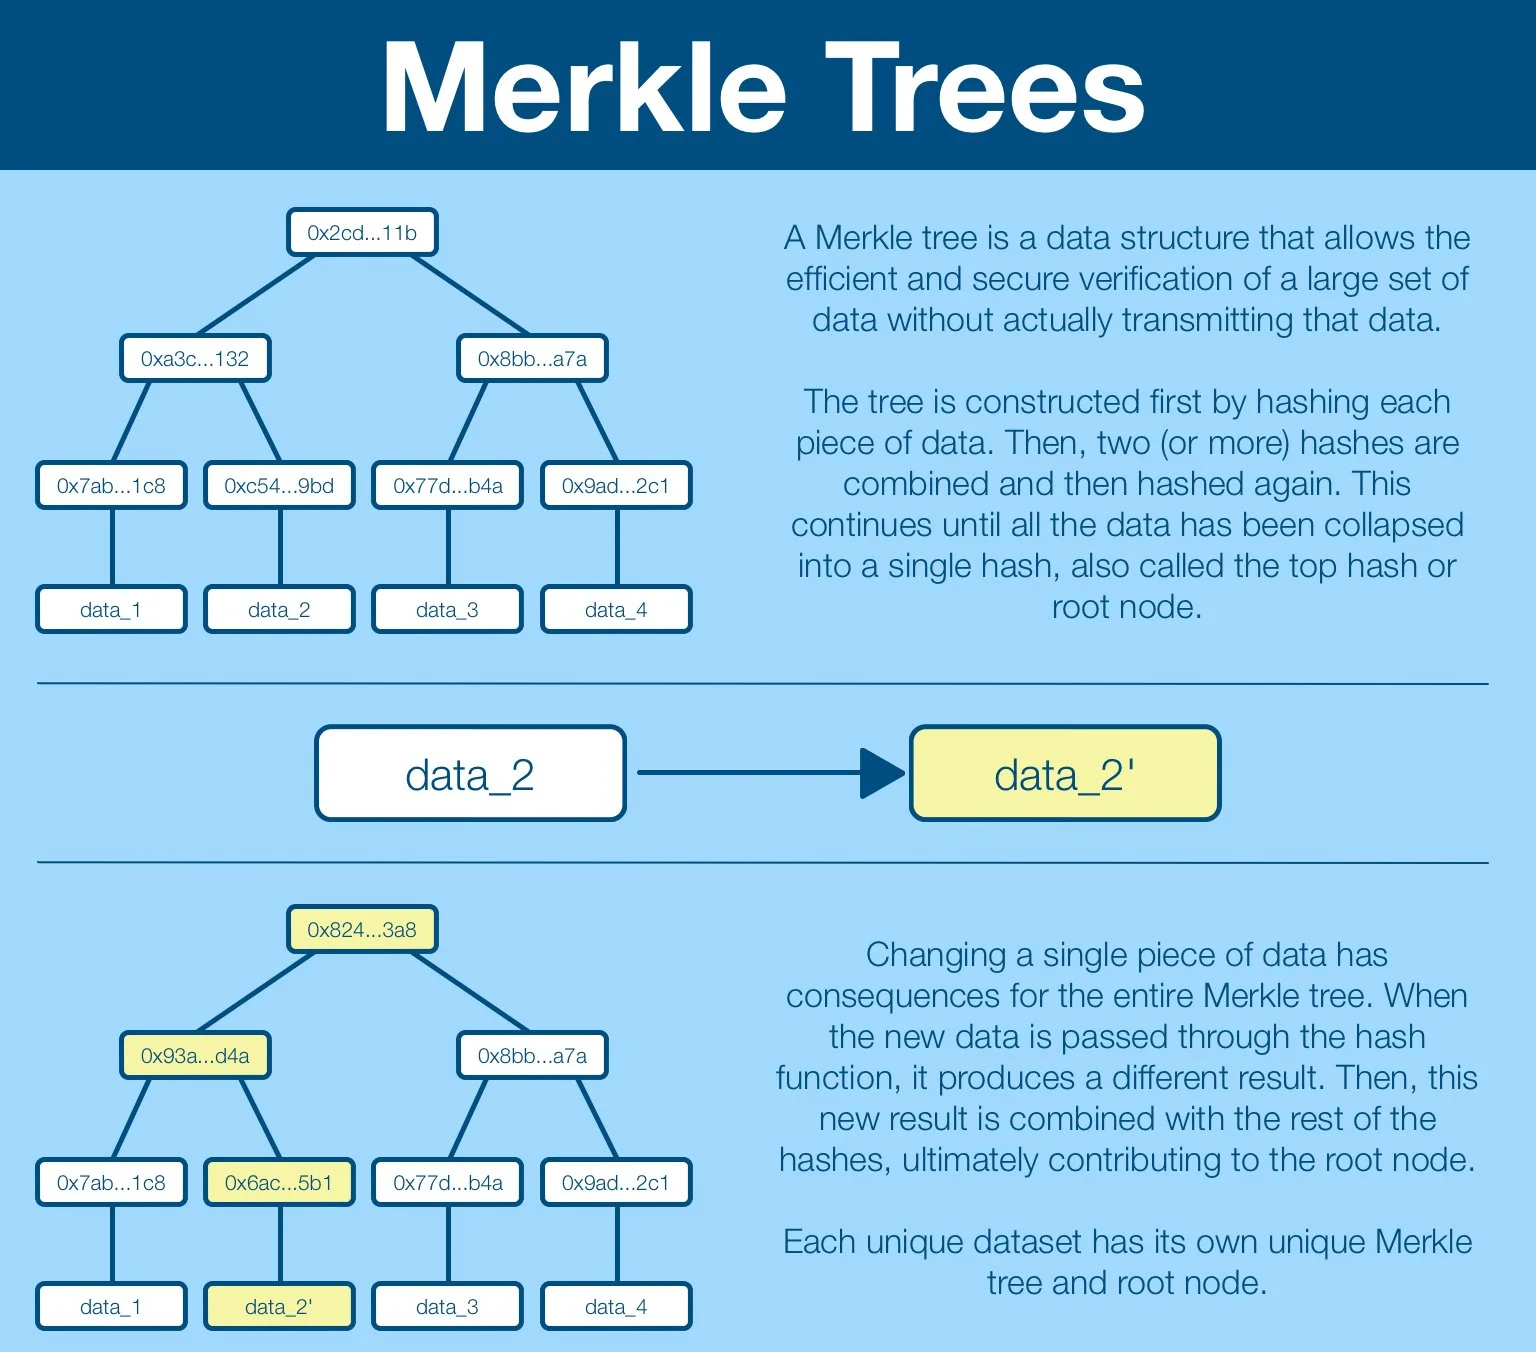 Merkle Trees
0x2cd...11b
0xa3c...132
0x8bb...a7a
0x7ab...1c8
0xc54...9bd
0x77d...b4a
0x9ad...2c1
data_1
data_2
data_3
data_4
A Merkle tree is a data structure that allows the
efficient and secure verification of a large set of
data without actually transmitting that data.
The tree is constructed first by hashing each
piece of data. Then, two (or more) hashes are
combined and then hashed again. This
continues until all the data has been collapsed
into a single hash, also called the top hash or
root node.
data_2
data_2'
0x824...3a8
0x93a...d4a
0x8bb...a7a
0x7ab...1c8
0x6ac...5b1
0x77d...b4a
0x9ad...2c1
data_1
data_2'
data_3
data_4
Changing a single piece of data has
consequences for the entire Merkle tree. When
the new data is passed through the hash
function, it produces a different result. Then, this
new result is combined with the rest of the
hashes, ultimately contributing to the root node.
Each unique dataset has its own unique Merkle
tree and root node.